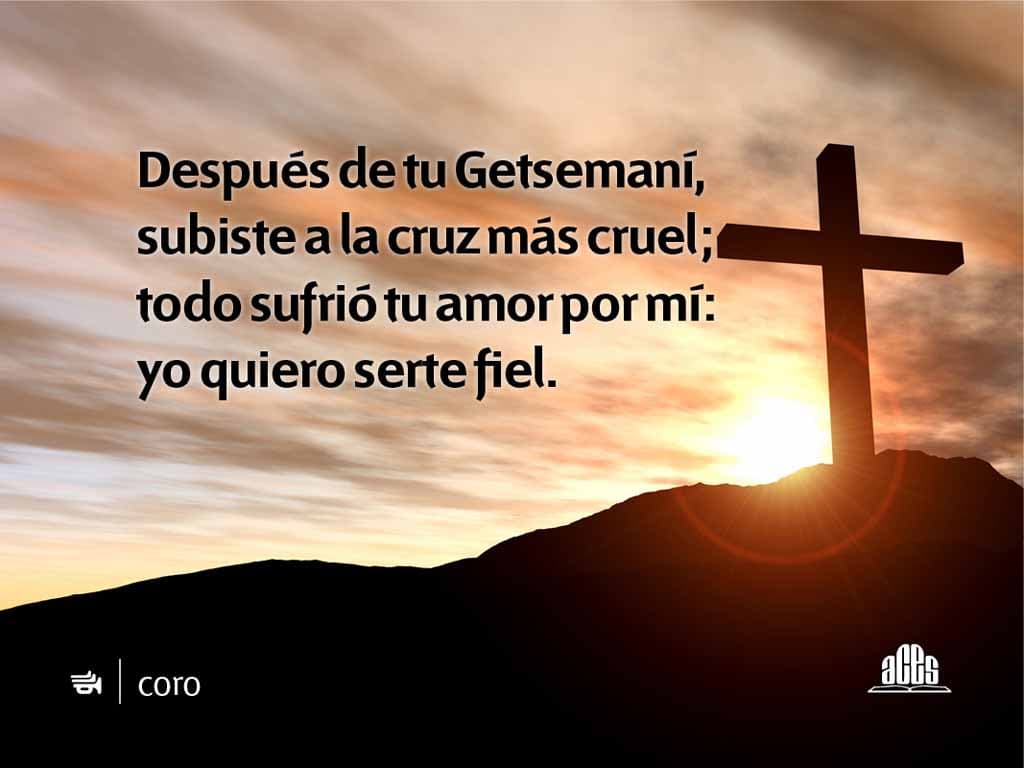 Después de tu Getsemaní,
subiste a la cruz más cruel;
todo sufrió tu amor por mí:
yo quiero serte fiel.
coro
aces